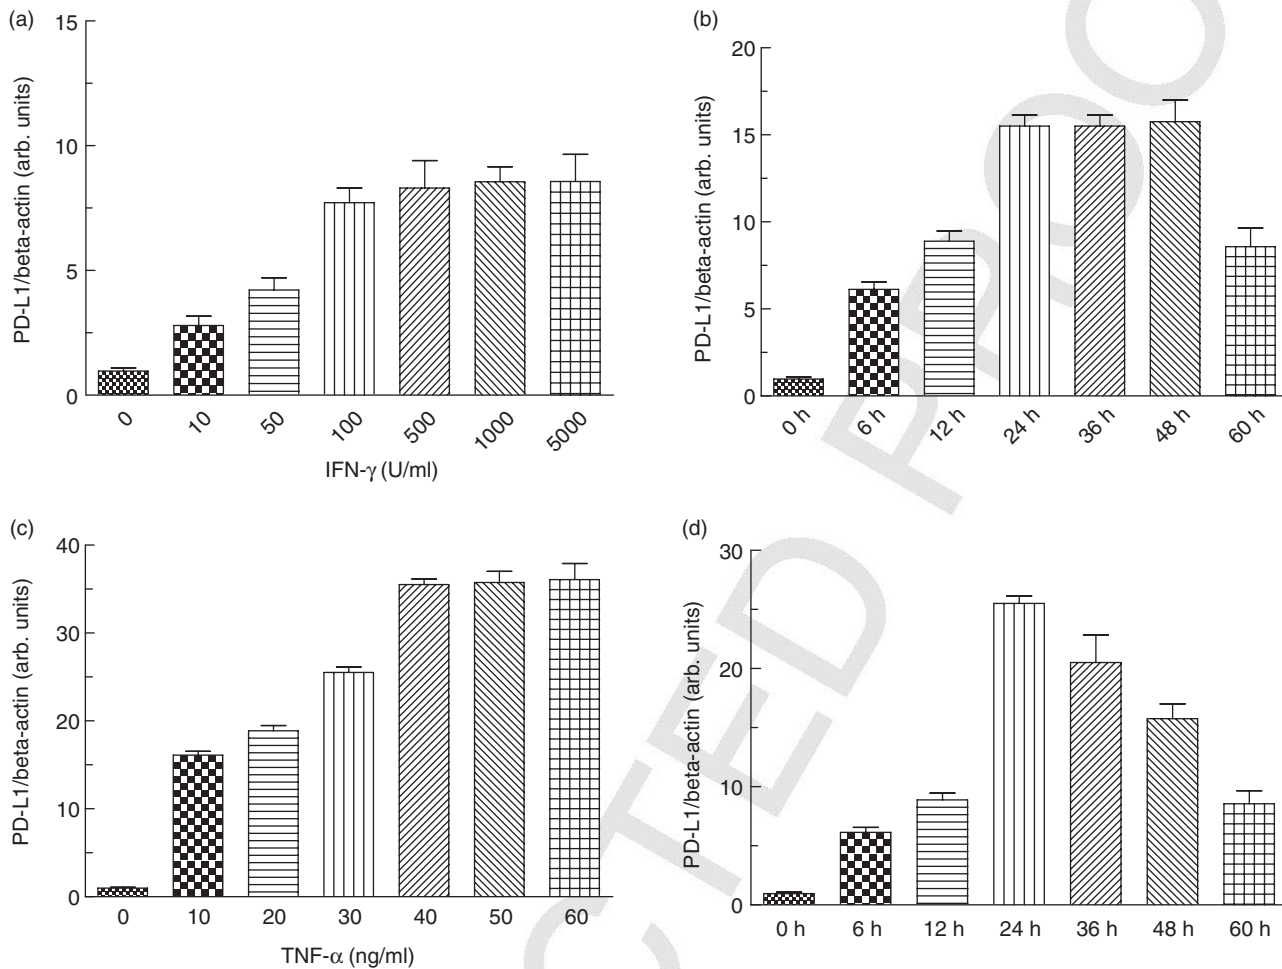 (a)
PD-L1/beta-actin (arb. units)
15
10
5
0
0 10 50 100 500 1000 5000
IFN-γ (U/ml)
(b)
PD-L1/beta-actin (arb. units)
20
15
10
5
0
0 h 6 h 12 h 24 h 36 h 48 h 60 h
(c)
PD-L1/beta-actin (arb. units)
40
30
20
10
0
0 10 20 30 40 50 60
TNF-α (ng/ml)
(d)
PD-L1/beta-actin (arb. units)
30
20
10
0
0 h 6 h 12 h 24 h 36 h 48 h 60 h
CTED PROO